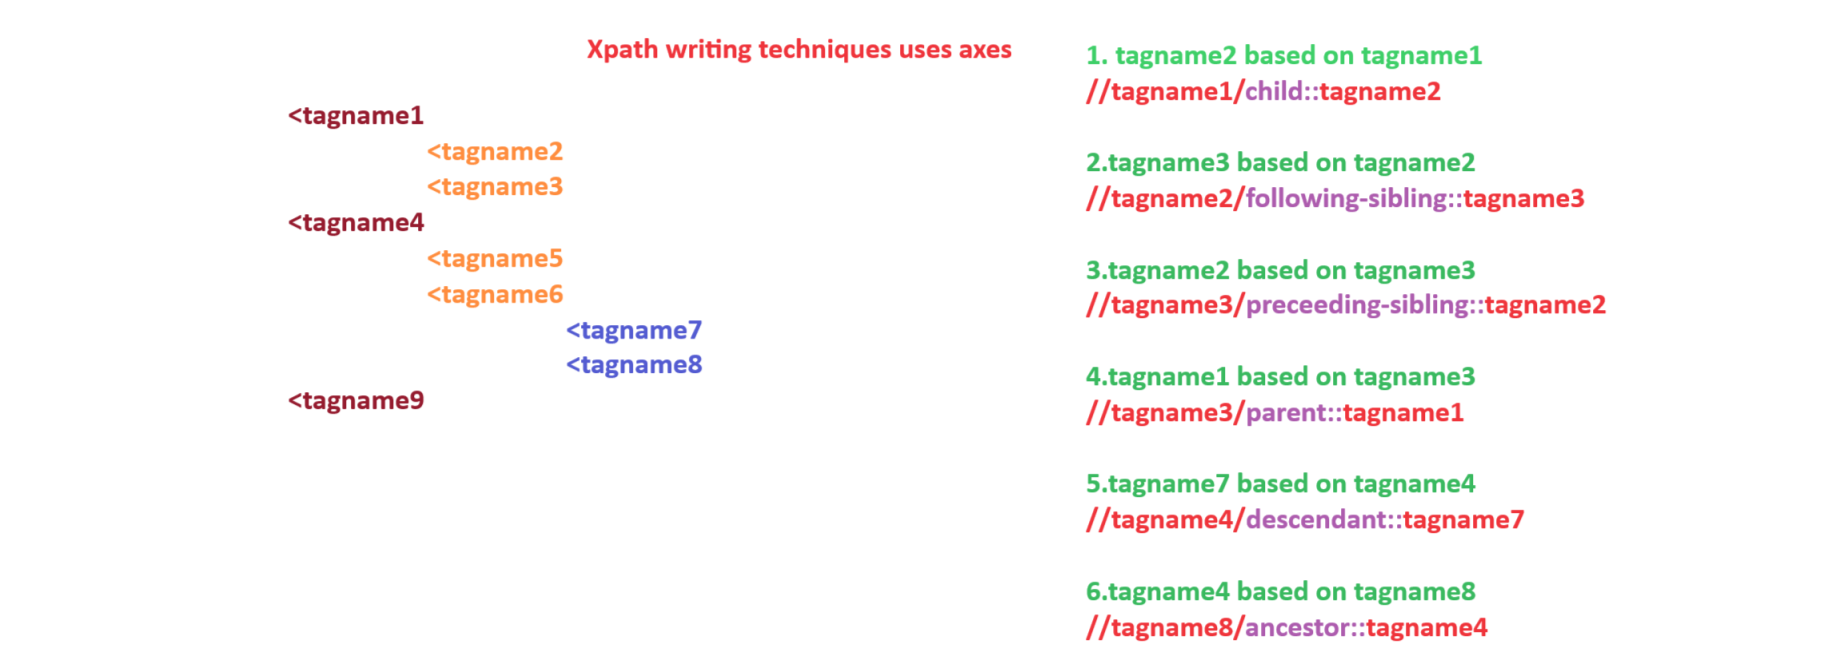 Xpath writing techniques uses axes
<tagname1
<tagname2
<tagname3
<tagname4
<tagname5
<tagname6
<tagname7
<tagname8
<tagname9
1. tagname2 based on tagname1
//tagname1/child::tagname2
2.tagname3 based on tagname2
//tagname2/following-sibling::tagname3
3.tagname2 based on tagname3
//tagname3/preceeding-sibling::tagname2
4.tagname1 based on tagname3
//tagname3/parent::tagname1
5.tagname7 based on tagname4
//tagname4/descendant::tagname7
6.tagname4 based on tagname8
//tagname8/ancestor::tagname4